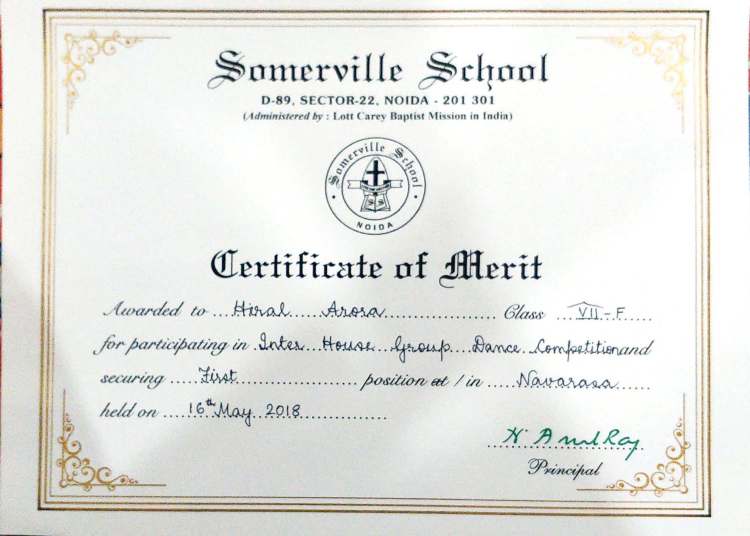 Somerville School
D-89, SECTOR-22, NOIDA - 201 301
(Administered by : Lott Carey Baptist Mission in India)
Somerville School
NOIDA
Certificate of Merit
Awarded to ...Hiral Arora... Class ...VII-F...
for participating in ..Inter House Group Dance Competition and
securing ....First.... position at / in ....Navarasa....
held on ....16th May 2018....
N. Amul Ray
Principal